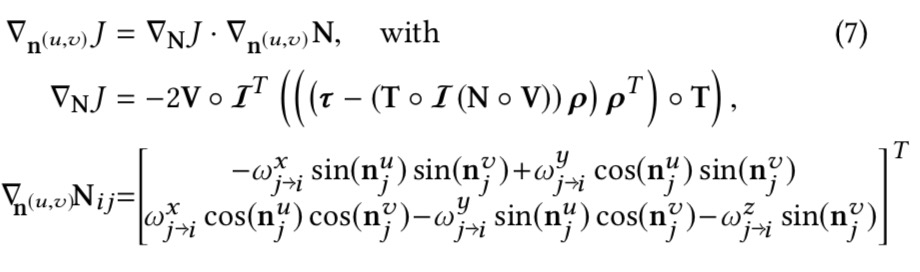 ∇ₙ₍ᵤ,ᵥ₎J = ∇_N J · ∇_{n^{(u,v)}} N, with (7)
∇_N J = −2V ∘ 𝓘^T (((τ − (T ∘ 𝓘(N ∘ V)) ρ) ρ^T) ∘ T),
∇_{n^{(u,v)}} N_{ij} = [ −ω^x_{j→i} sin(n^u_j) sin(n^v_j) + ω^y_{j→i} cos(n^u_j) sin(n^v_j)
ω^x_{j→i} cos(n^u_j) cos(n^v_j) − ω^y_{j→i} sin(n^u_j) cos(n^v_j) − ω^z_{j→i} sin(n^v_j) ]^T